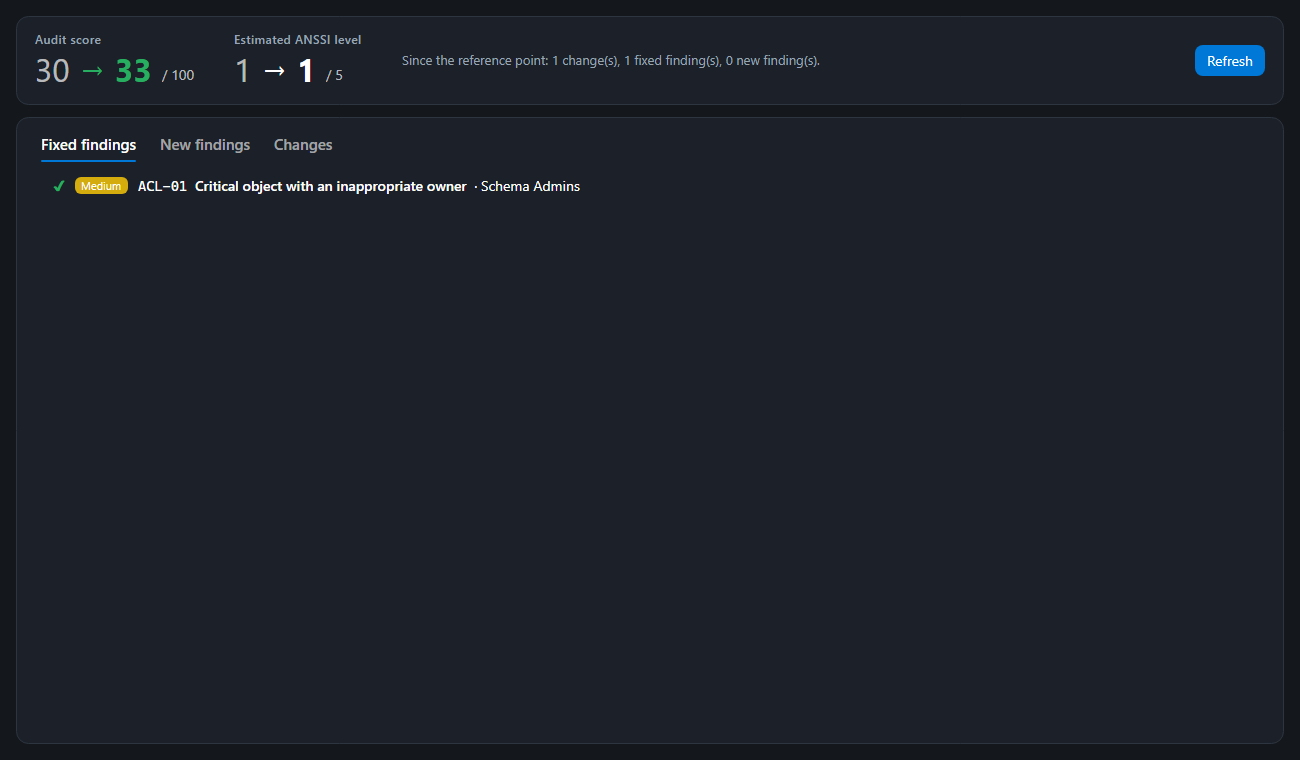 Audit score
30 → 33 / 100
Estimated ANSSI level
1 → 1 / 5
Since the reference point: 1 change(s), 1 fixed finding(s), 0 new finding(s).
Refresh
Fixed findings New findings Changes
✔ Medium ACL-01 Critical object with an inappropriate owner · Schema Admins